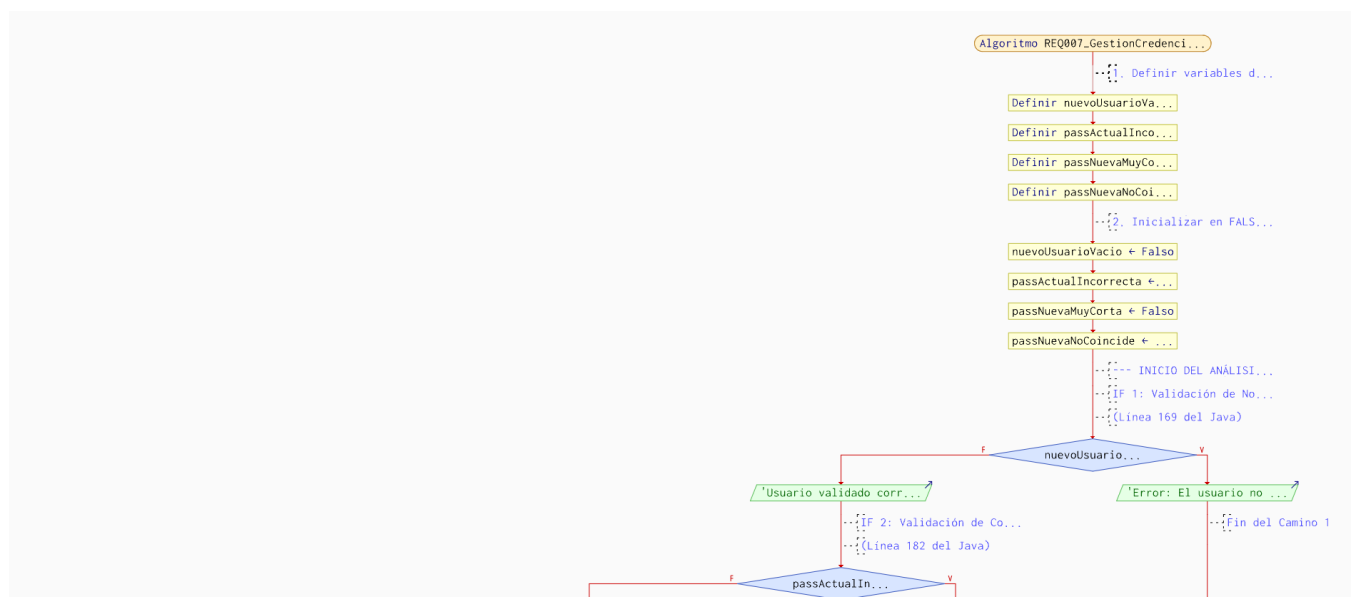 Algoritmo REQ007_GestionCredenci...
1. Definir variables d...
Definir nuevoUsuarioVa...
Definir passActualInco...
Definir passNuevaMuyCo...
Definir passNuevaNoCoi...
2. Inicializar en FALS...
nuevoUsuarioVacio ← Falso
passActualIncorrecta ←...
passNuevaMuyCorta ← Falso
passNuevaNoCoincide ← ...
--- INICIO DEL ANÁLISI...
IF 1: Validación de No...
(Línea 169 del Java)
F
nuevoUsuario...
V
'Usuario validado corr...
'Error: El usuario no ...
IF 2: Validación de Co...
Fin del Camino 1
(Línea 182 del Java)
F
passActualIn...
V